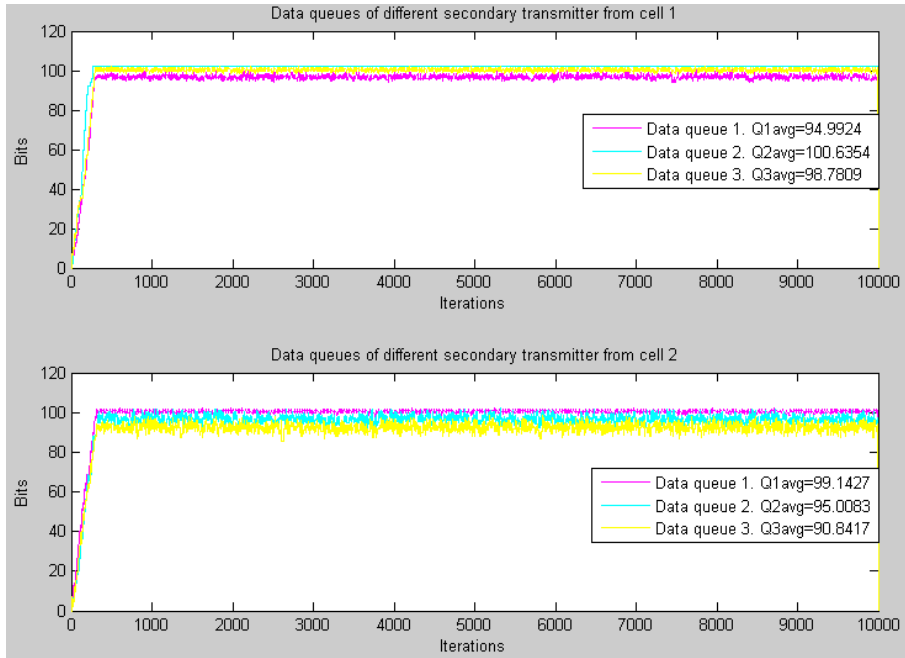 Data queues of different secondary transmitter from cell 1
120
100
80
60
40
20
0
Bits
Data queue 1. Q1avg=94.9924
Data queue 2. Q2avg=100.6354
Data queue 3. Q3avg=98.7809
0 1000 2000 3000 4000 5000 6000 7000 8000 9000 10000
Iterations
Data queues of different secondary transmitter from cell 2
120
100
80
60
40
20
0
Bits
Data queue 1. Q1avg=99.1427
Data queue 2. Q2avg=95.0083
Data queue 3. Q3avg=90.8417
0 1000 2000 3000 4000 5000 6000 7000 8000 9000 10000
Iterations